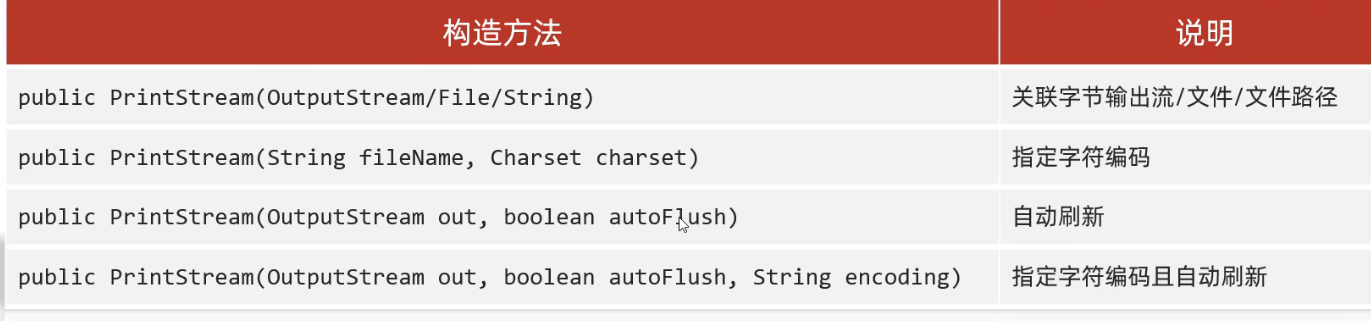 构造方法 说明
public PrintStream(OutputStream/File/String) 关联字节输出流/文件/文件路径
public PrintStream(String fileName, Charset charset) 指定字符编码
public PrintStream(OutputStream out, boolean autoFlush) 自动刷新
public PrintStream(OutputStream out, boolean autoFlush, String encoding) 指定字符编码且自动刷新